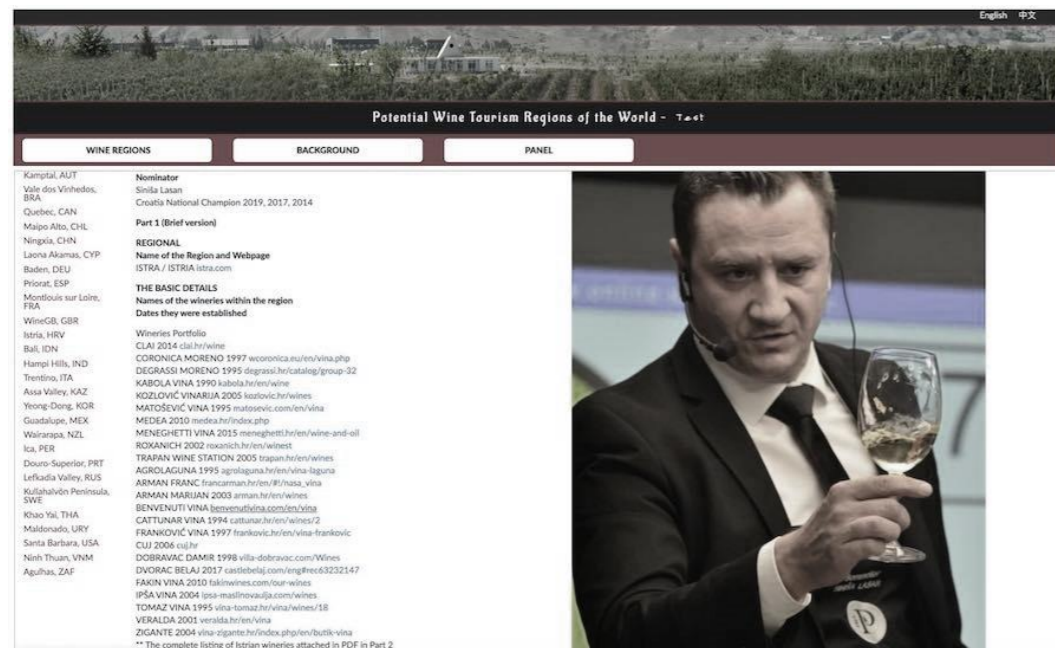 English 中文
Potential Wine Tourism Regions of the World - Test
WINE REGIONS
BACKGROUND
PANEL
Kamptal, AUT
Vale dos Vinhedos,
BRA
Quebec, CAN
Maipo Alto, CHL
Ningxia, CHN
Laona Akamas, CYP
Baden, DEU
Priorat, ESP
Montlouis sur Loire,
FRA
WineGB, GBR
Istria, HRV
Bali, IDN
Hampi Hills, IND
Trentino, ITA
Assa Valley, KAZ
Yeong-Dong, KOR
Guadalupe, MEX
Wairarapa, NZL
Ica, PER
Douro-Superior, PRT
Lefkadia Valley, RUS
Kullahalvön Peninsula,
SWE
Khao Yai, THA
Maldonado, URY
Santa Barbara, USA
Ninh Thuan, VNM
Agulhas, ZAF
Nominator
Siniša Lasan
Croatia National Champion 2019, 2017, 2014
Part 1 (Brief version)
REGIONAL
Name of the Region and Webpage
ISTRA / ISTRIA istra.com
THE BASIC DETAILS
Names of the wineries within the region
Dates they were established
Wineries Portfolio
CLAI 2014 clai.hr/wine
CORONICA MORENO 1997 wcoronica.eu/en/vina.php
DEGRASSI MORENO 1995 degrassi.hr/catalog/group-32
KABOLA VINA 1990 kabola.hr/en/wine
KOZLOVIĆ VINARIJA 2005 kozlovic.hr/wines
MATOŠEVIĆ VINA 1995 matosevic.com/en/vina
MEDEA 2010 medea.hr/index.php
MENEGHETTI VINA 2015 meneghetti.hr/en/wine-and-oil
ROXANICH 2002 roxanich.hr/en/winest
TRAPAN WINE STATION 2005 trapan.hr/en/wines
AGROLAGUNA 1995 agrolaguna.hr/en/vina-laguna
ARMAN FRANC francarman.hr/en/#!/nasa_vina
ARMAN MARIJAN 2003 arman.hr/en/wines
BENVENUTI VINA benvenutivina.com/en/vina
CATTUNAR VINA 1994 cattunar.hr/en/wines/2
FRANKOVIĆ VINA 1997 frankovic.hr/en/vina-frankovic
CUJ 2006 cuj.hr
DOBRAVAC DAMIR 1998 villa-dobravac.com/Wines
DVORAC BELAJ 2017 castlebelaj.com/eng#rec63232147
FAKIN VINA 2010 fakinwines.com/our-wines
IPŠA VINA 2004 ipsa-maslinovaulja.com/wines
TOMAZ VINA 1995 vina-tomaz.hr/vina/wines/18
VERALDA 2001 veralda.hr/en/vina
ZIGANTE 2004 vina-zigante.hr/index.php/en/butik-vina
** The complete listing of Istrian wineries attached in PDF in Part 2
P